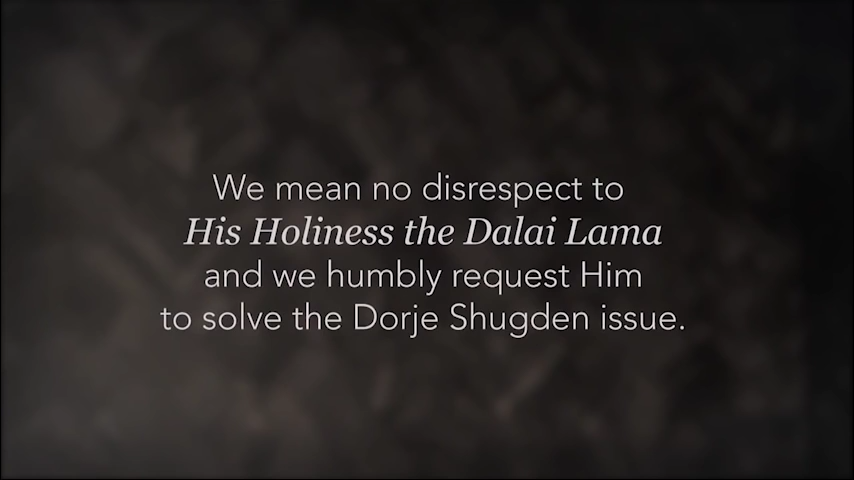 We mean no disrespect to
His Holiness the Dalai Lama
and we humbly request Him
to solve the Dorje Shugden issue.